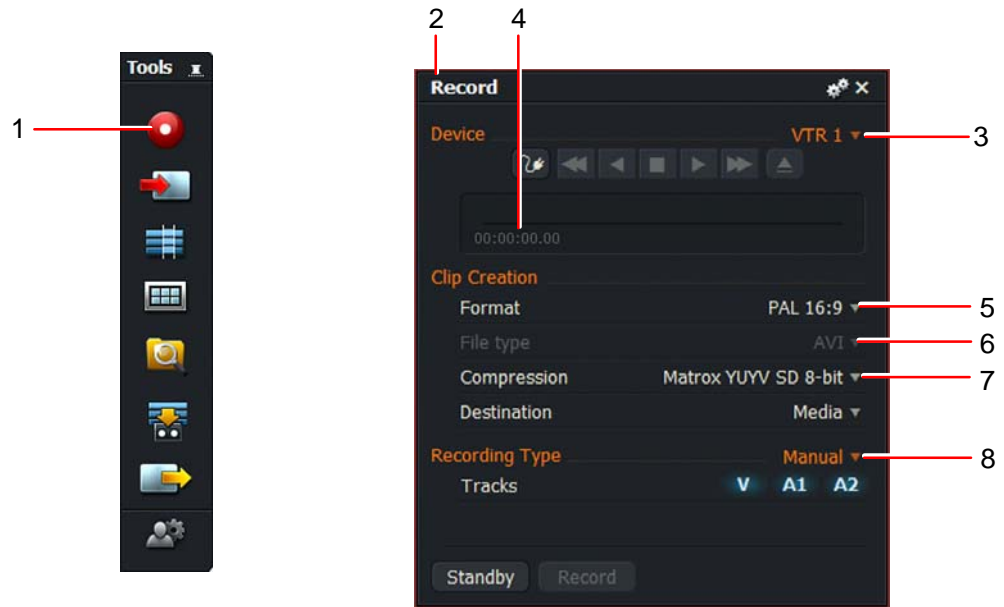 2 4
Tools
Record
1
Device VTR 1 3
00:00:00.00
Clip Creation
Format PAL 16:9 5
File type AVI 6
Compression Matrox YUYV SD 8-bit 7
Destination Media
Recording Type Manual 8
Tracks V A1 A2
Standby Record